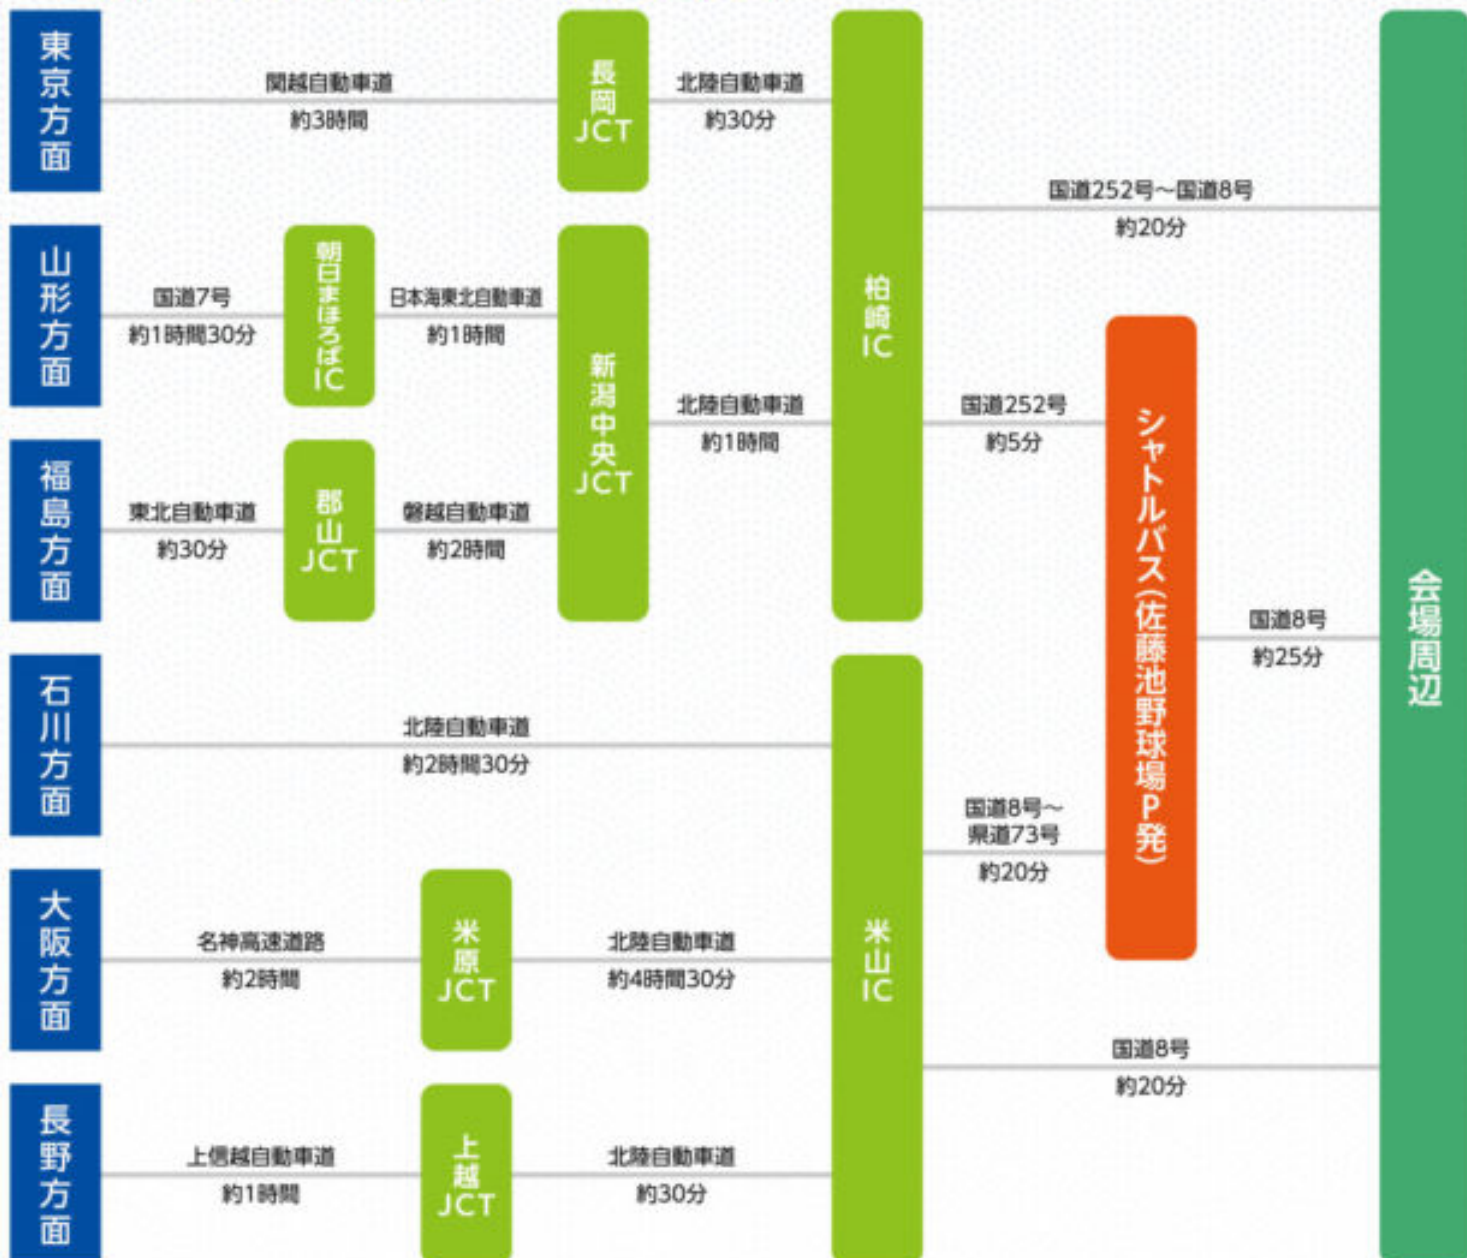 東京方面
関越自動車道
約3時間
長岡JCT
北陸自動車道
約30分
山形方面
国道7号
約1時間30分
朝日まほろばIC
日本海東北自動車道
約1時間
福島方面
東北自動車道
約30分
郡山JCT
磐越自動車道
約2時間
新潟中央JCT
北陸自動車道
約1時間
柏崎IC
国道252号～国道8号
約20分
国道252号
約5分
石川方面
北陸自動車道
約2時間30分
大阪方面
名神高速道路
約2時間
米原JCT
北陸自動車道
約4時間30分
長野方面
上信越自動車道
約1時間
上越JCT
北陸自動車道
約30分
米山IC
国道8号～
県道73号
約20分
シャトルバス(佐藤池野球場P発)
国道8号
約25分
国道8号
約20分
会場周辺